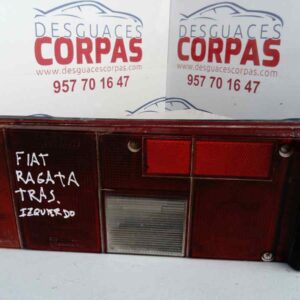 DESGUACES
CORPAS
www.desguacescorpas.com
957 70 16 47
DESGUACES
CORPAS
www.desguacescorpas.com
957 70 16 47
FIAT
RAGATA
TRAS.
IZQUIERDO